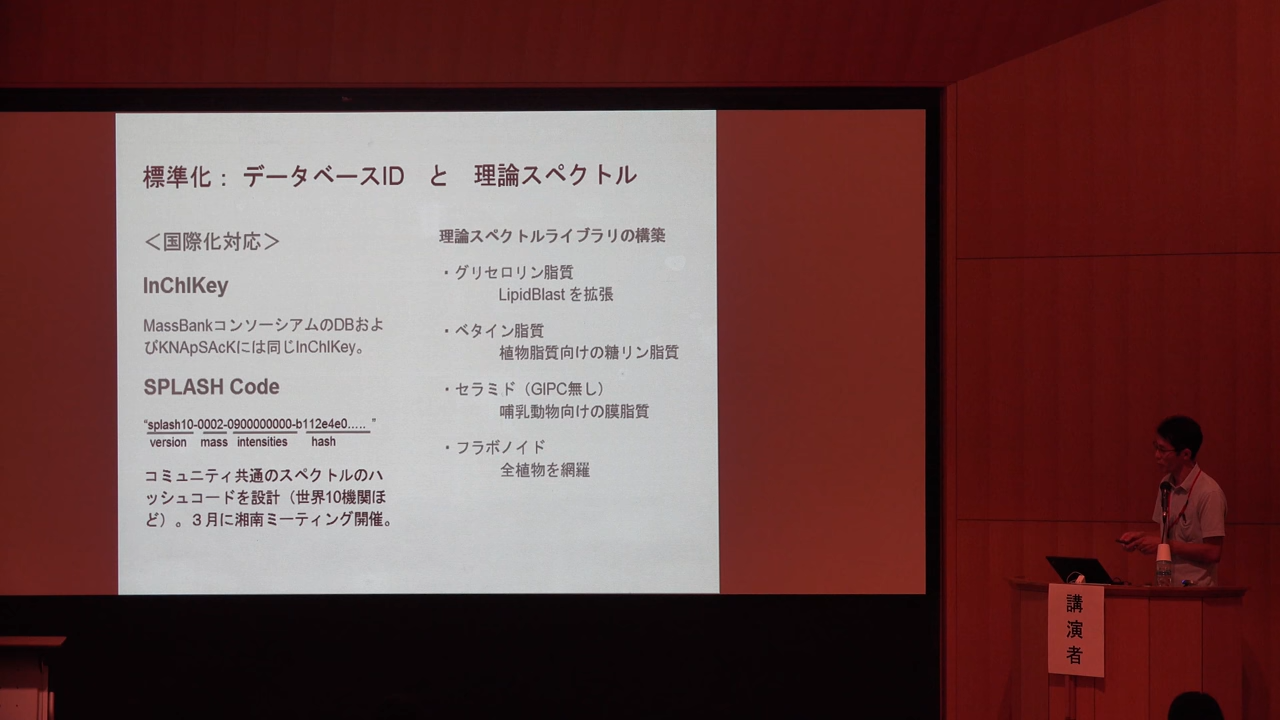 標準化： データベースID　と　理論スペクトル
＜国際化対応＞
InChIKey
MassBankコンソーシアムのDBおよ
びKNApSAcKには同じInChIKey。
SPLASH Code
“splash10-0002-0900000000-b112e4e0..... ”
version mass intensities hash
コミュニティ共通のスペクトルのハ
ッシュコードを設計（世界10機関ほ
ど）。３月に湘南ミーティング開催。
理論スペクトルライブラリの構築
・グリセロリン脂質
LipidBlast を拡張
・ベタイン脂質
植物脂質向けの糖リン脂質
・セラミド（GIPC無し）
哺乳動物向けの膜脂質
・フラボノイド
全植物を網羅
講演者